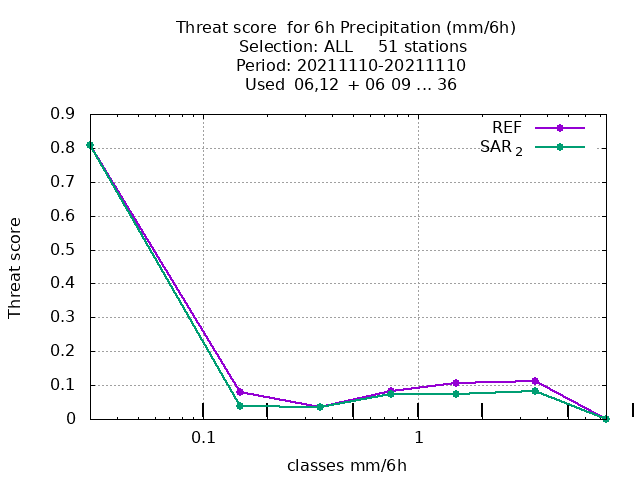 Threat score  for 6h Precipitation (mm/6h)
Selection: ALL     51 stations
Period: 20211110-20211110
Used  06,12  + 06 09 ... 36
REF
SAR 2
0.9
0.8
0.7
0.6
0.5
0.4
0.3
0.2
0.1
0
Threat score
0.1
1
classes mm/6h